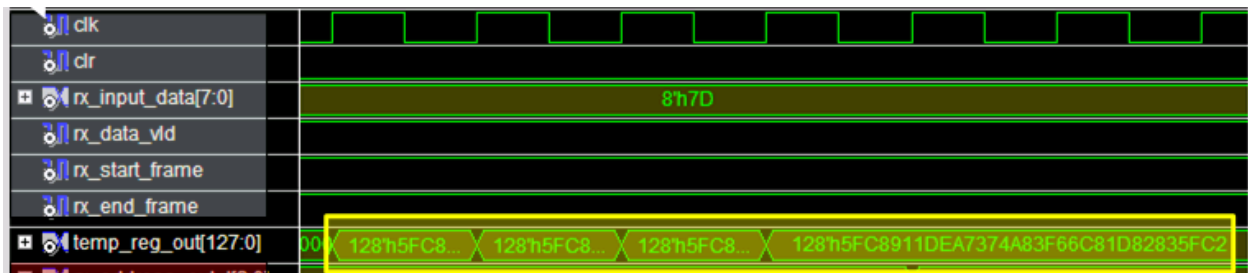 clk
clr
rx_input_data[7:0] 8'h7D
rx_data_vld
rx_start_frame
rx_end_frame
temp_reg_out[127:0] 000 128'h5FC8... 128'h5FC8... 128'h5FC8... 128'h5FC8911DEA7374A83F66C81D82835FC2